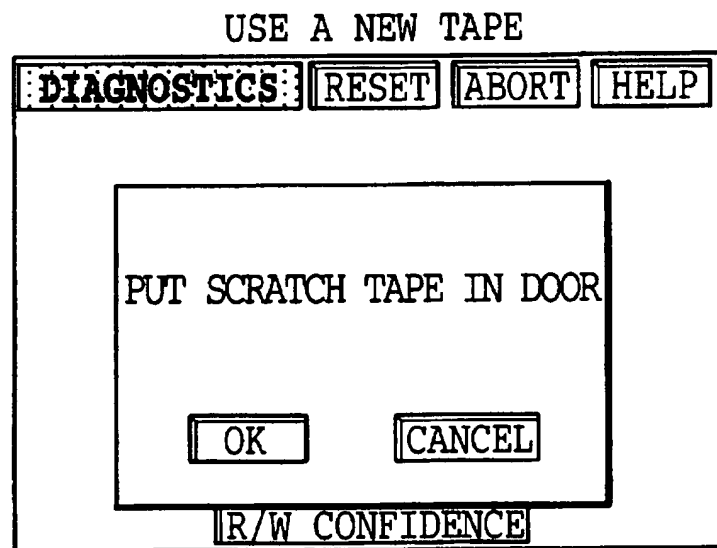 USE A NEW TAPE
DIAGNOSTICS RESET ABORT HELP
PUT SCRATCH TAPE IN DOOR
OK CANCEL
R/W CONFIDENCE